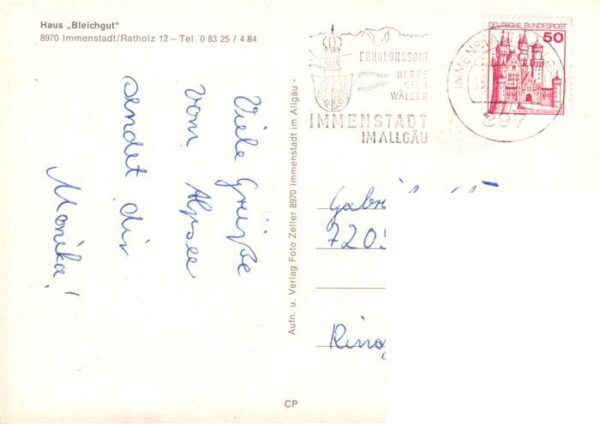 Haus „Bleichgut"
8970 Immenstadt/Ratholz 12 – Tel. 0 83 25 / 4 84
Viele Grüße
vom Alpsee
sendet dir
Monika!
Aufn. u. Verlag Foto Zeller 8970 Immenstadt im Allgäu -
CP
BERGE
SEEN
WÄLDER
IMMENSTADT
IM ALLGÄU
DEUTSCHE BUNDESPOST
50